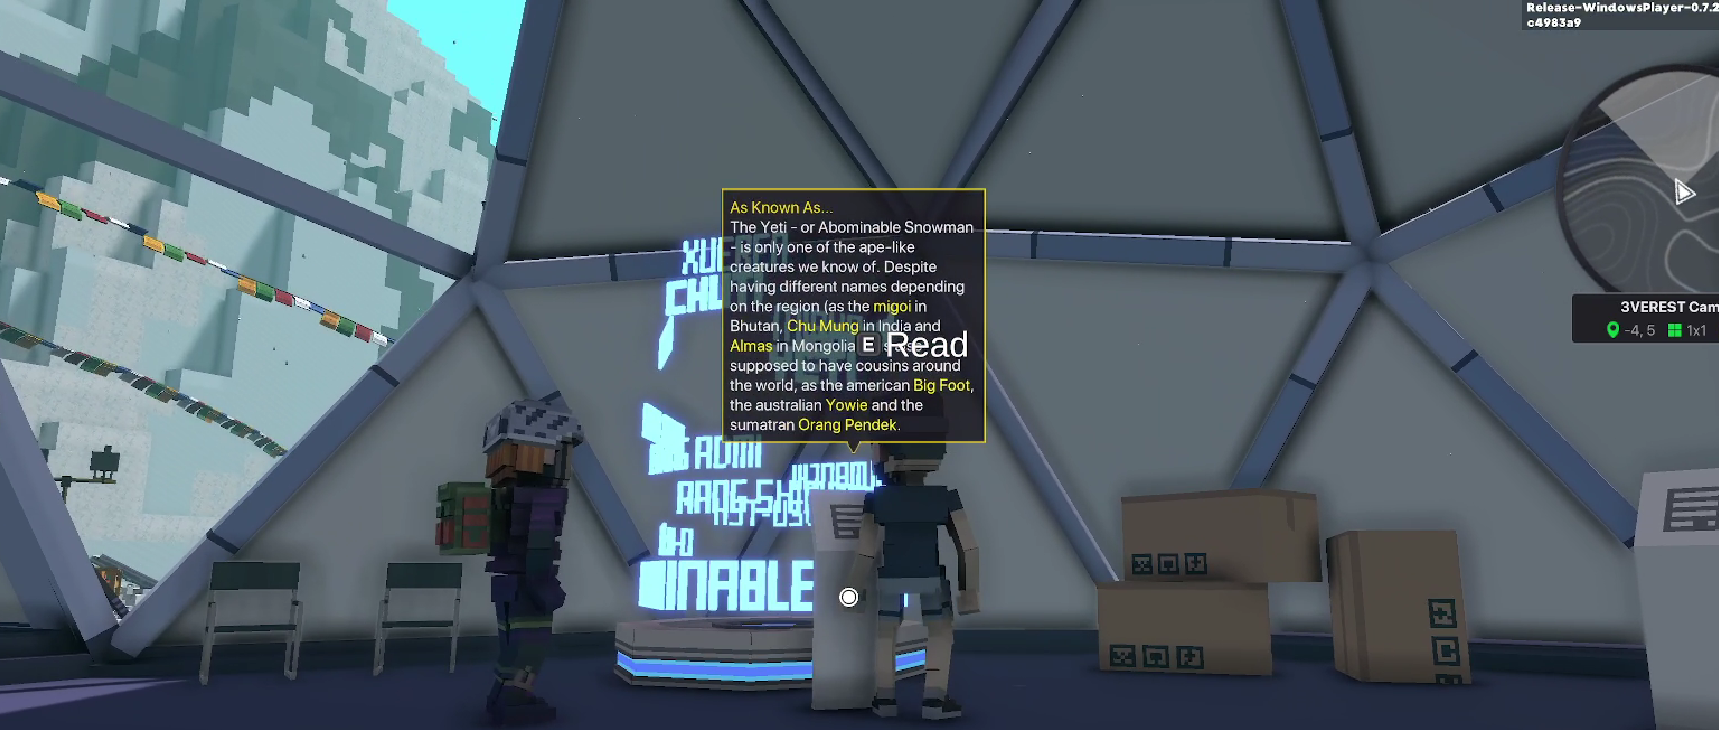 Release-WindowsPlayer-0.7.2
c4983a9
As Known As...
The Yeti - or Abominable Snowman
- is only one of the ape-like
creatures we know of. Despite
having different names depending
on the region (as the migoi in
Bhutan, Chu Mung in India and
Almas in Mongolia
E Read
supposed to have cousins around
the world, as the american Big Foot,
the australian Yowie and the
sumatran Orang Pendek.
3VEREST Cam
-4, 5 1x1
INABLE